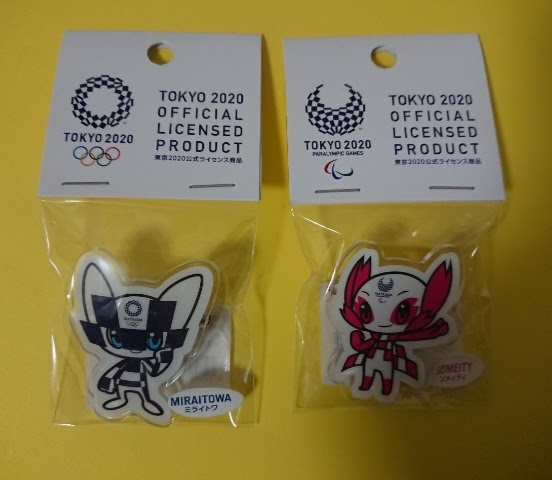 TOKYO 2020
TOKYO 2020
OFFICIAL
LICENSED
PRODUCT
東京2020公式ライセンス商品
MIRAITOWA
ミライトワ
TOKYO 2020
PARALYMPIC GAMES
TOKYO 2020
OFFICIAL
LICENSED
PRODUCT
東京2020公式ライセンス商品
SOMEITY
ソメイティ